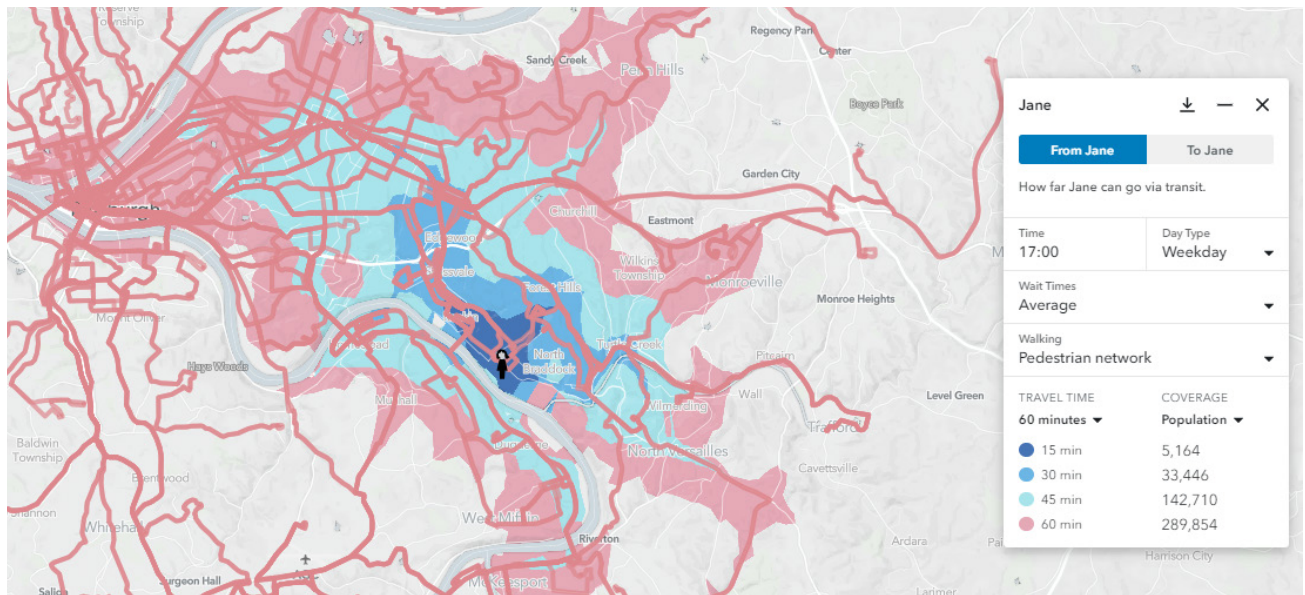 Township
Regency Park
Center
Sandy Creek
Penn Hills
Boyce Park
Garden City
Churchill
Eastmont
Wilkins
Township
Monroeville
Monroe Heights
Forest Hills
North
Braddock
Turtle Creek
Pitcairn
Mount Oliver
Hays Woods
Wall
Level Green
Wilmerding
Trafford
Baldwin
Township
North Versailles
Cavettsville
Brentwood
Whitehall
West Mifflin
Riverton
Ardara
Surgeon Hall
McKeesport
Larimer
Harrison City
Jane
From Jane
To Jane
How far Jane can go via transit.
Time
17:00
Day Type
Weekday
Wait Times
Average
Walking
Pedestrian network
TRAVEL TIME
COVERAGE
60 minutes
Population
15 min
5,164
30 min
33,446
45 min
142,710
60 min
289,854